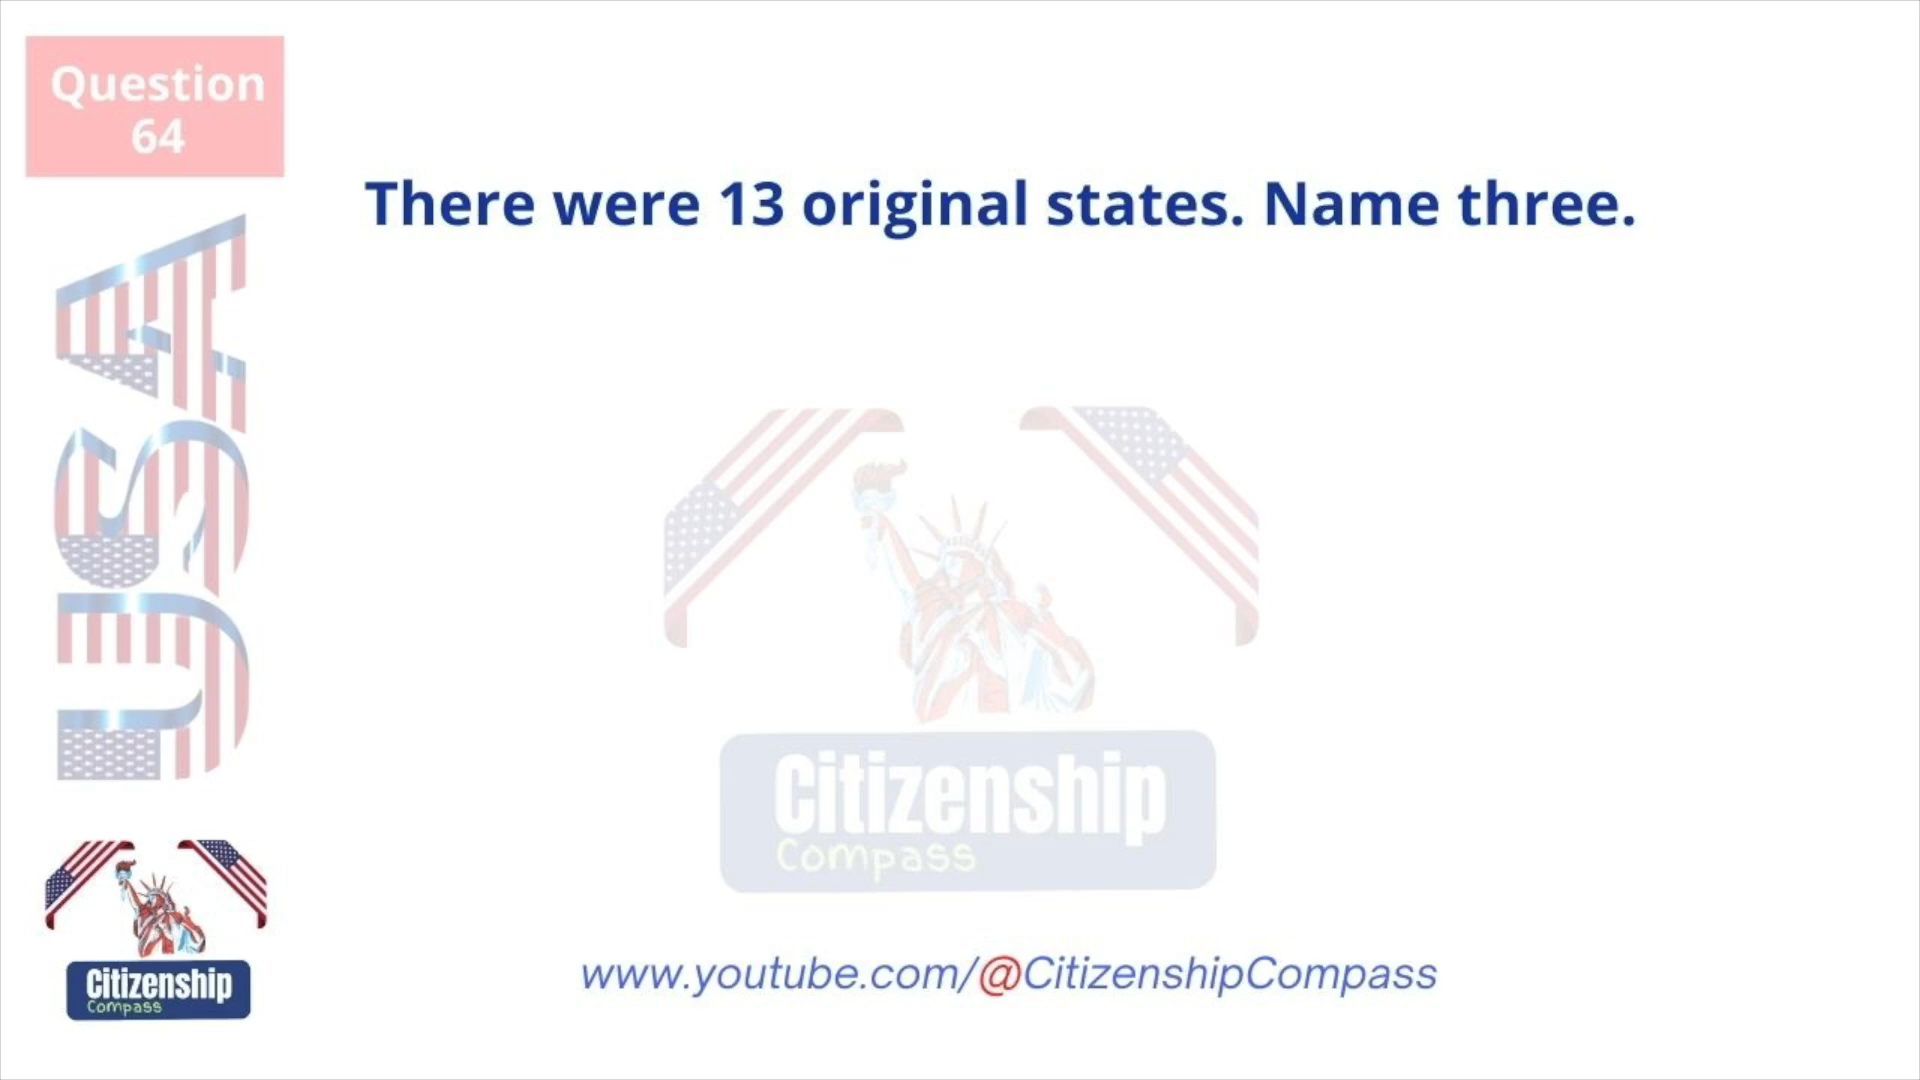 Question
64
There were 13 original states. Name three.
USA
Citizenship
Compass
Citizenship
Compass
www.youtube.com/@CitizenshipCompass